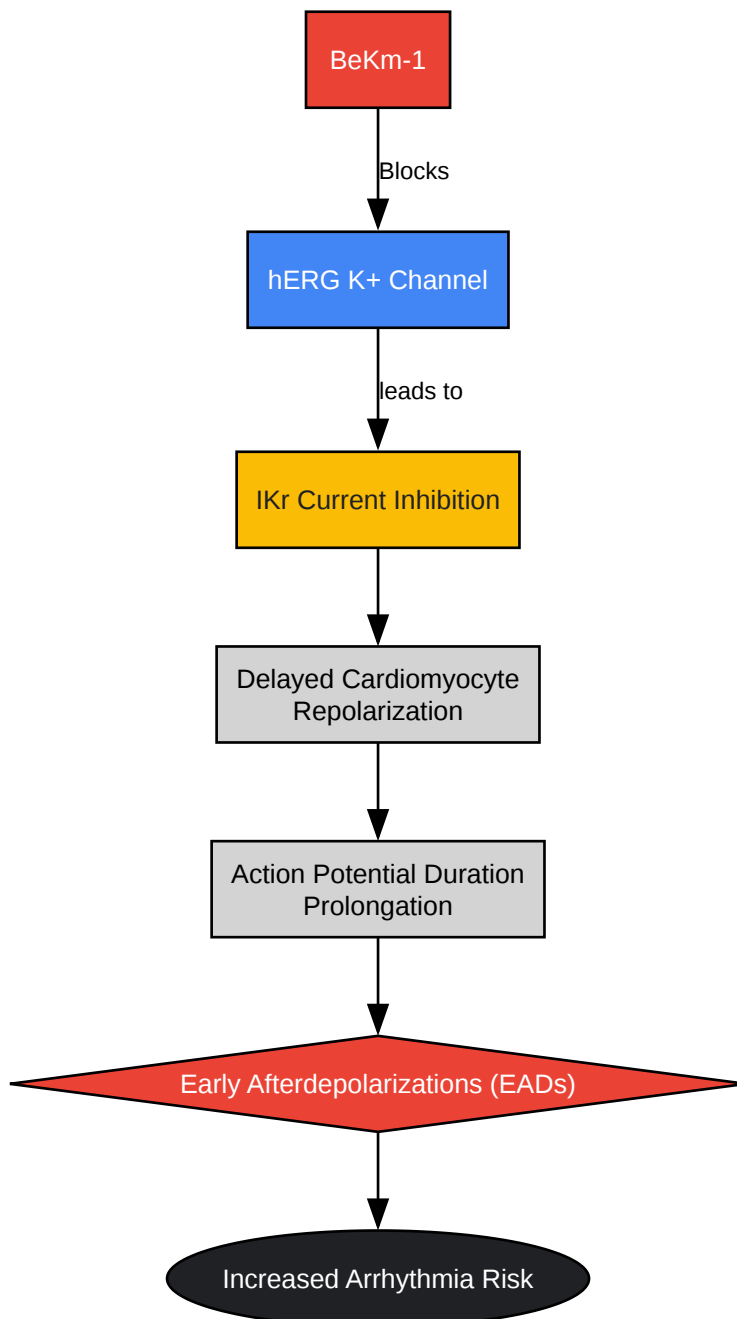 BeKm-1
Blocks
hERG K+ Channel
leads to
IKr Current Inhibition
Delayed Cardiomyocyte
Repolarization
Action Potential Duration
Prolongation
Early Afterdepolarizations (EADs)
Increased Arrhythmia Risk